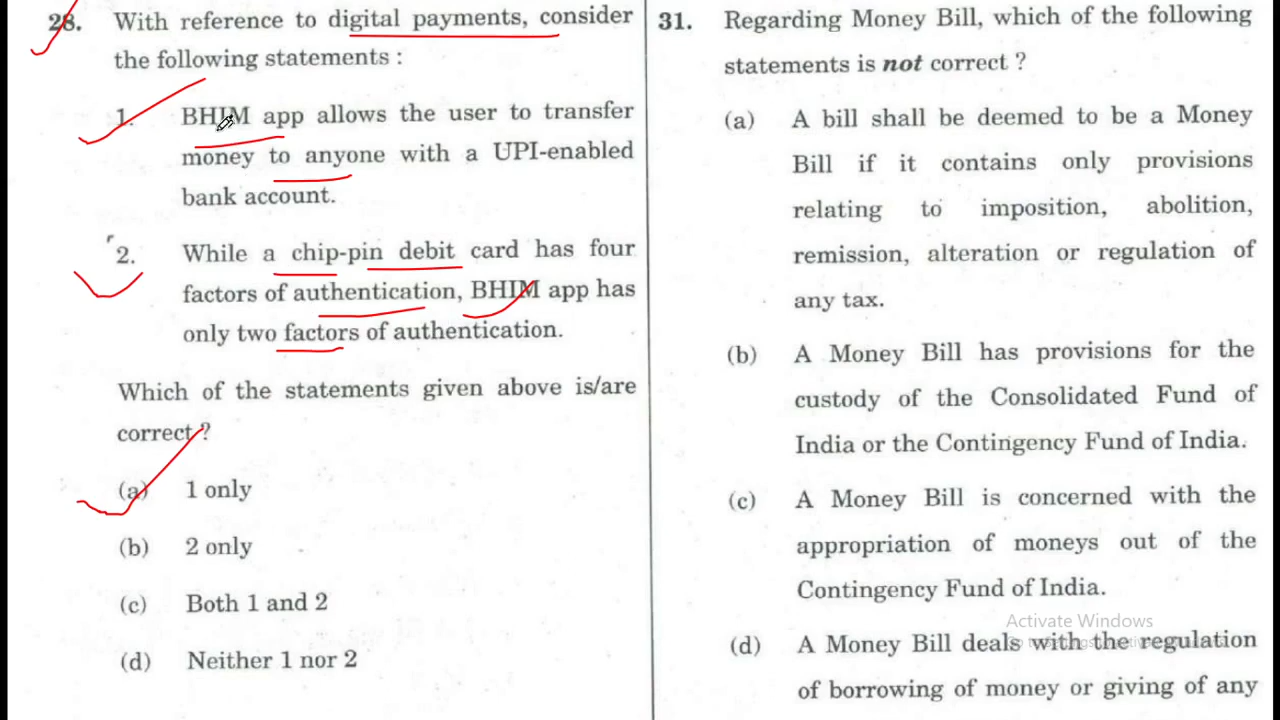 28. With reference to digital payments, consider
the following statements :
1. BHIM app allows the user to transfer
money to anyone with a UPI-enabled
bank account.
2. While a chip-pin debit card has four
factors of authentication, BHIM app has
only two factors of authentication.
Which of the statements given above is/are
correct ?
(a) 1 only
(b) 2 only
(c) Both 1 and 2
(d) Neither 1 nor 2
31. Regarding Money Bill, which of the following
statements is not correct ?
(a) A bill shall be deemed to be a Money
Bill if it contains only provisions
relating to imposition, abolition,
remission, alteration or regulation of
any tax.
(b) A Money Bill has provisions for the
custody of the Consolidated Fund of
India or the Contingency Fund of India.
(c) A Money Bill is concerned with the
appropriation of moneys out of the
Contingency Fund of India.
(d) A Money Bill deals with the regulation
of borrowing of money or giving of any
Activate Windows